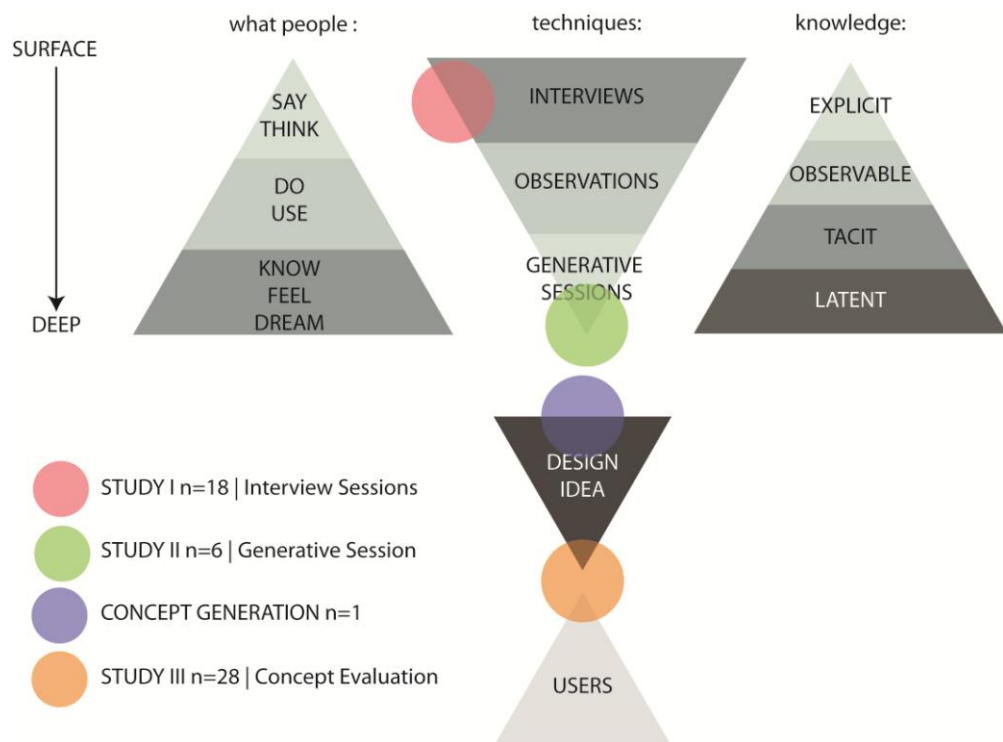 what people :
techniques:
knowledge:
SURFACE
DEEP
SAY
THINK
DO
USE
KNOW
FEEL
DREAM
INTERVIEWS
OBSERVATIONS
GENERATIVE
SESSIONS
EXPLICIT
OBSERVABLE
TACIT
LATENT
DESIGN
IDEA
USERS
STUDY I n=18 | Interview Sessions
STUDY II n=6 | Generative Session
CONCEPT GENERATION n=1
STUDY III n=28 | Concept Evaluation